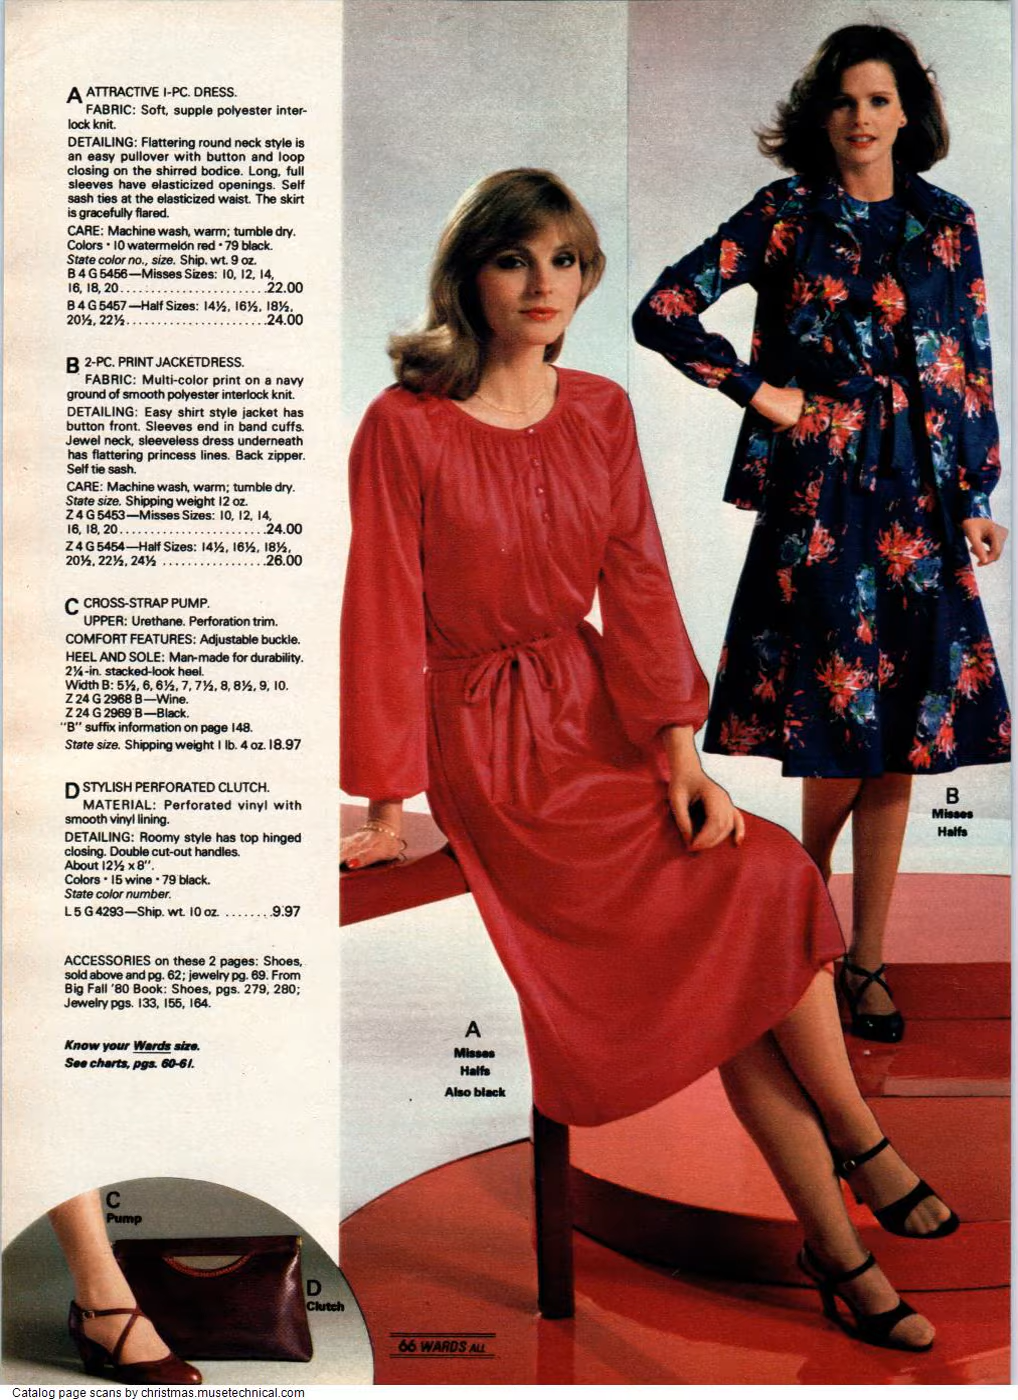 A ATTRACTIVE 1-PC. DRESS.
FABRIC: Soft, supple polyester inter-
lock knit.
DETAILING: Flattering round neck style is
an easy pullover with button and loop
closing on the shirred bodice. Long, full
sleeves have elasticized openings. Self
sash ties at the elasticized waist. The skirt
is gracefully flared.
CARE: Machine wash, warm; tumble dry.
Colors • 10 watermelon red • 79 black.
State color no., size. Ship. wt. 9 oz.
B 4 G 5456—Misses Sizes: 10, 12, 14,
16, 18, 20.......................22.00
B 4 G 5457—Half Sizes: 14½, 16½, 18½,
20½, 22½......................24.00
B 2-PC. PRINT JACKETDRESS.
FABRIC: Multi-color print on a navy
ground of smooth polyester interlock knit.
DETAILING: Easy shirt style jacket has
button front. Sleeves end in band cuffs.
Jewel neck, sleeveless dress underneath
has flattering princess lines. Back zipper.
Self tie sash.
CARE: Machine wash, warm; tumble dry.
State size. Shipping weight 12 oz.
Z 4 G 5453—Misses Sizes: 10, 12, 14,
16, 18, 20.......................24.00
Z 4 G 5454—Half Sizes: 14½, 16½, 18½,
20½, 22½, 24½ ................26.00
C CROSS-STRAP PUMP.
UPPER: Urethane. Perforation trim.
COMFORT FEATURES: Adjustable buckle.
HEEL AND SOLE: Man-made for durability.
2¼-in. stacked-look heel.
Width B: 5½, 6, 6½, 7, 7½, 8, 8½, 9, 10.
Z 24 G 2968 B—Wine.
Z 24 G 2969 B—Black.
"B" suffix information on page 148.
State size. Shipping weight 1 lb. 4 oz. 18.97
D STYLISH PERFORATED CLUTCH.
MATERIAL: Perforated vinyl with
smooth vinyl lining.
DETAILING: Roomy style has top hinged
closing. Double cut-out handles.
About 12½ x 8".
Colors • 15 wine • 79 black.
State color number.
L 5 G 4293—Ship. wt. 10 oz. ........9.97
ACCESSORIES on these 2 pages: Shoes,
sold above and pg. 62; jewelry pg. 69. From
Big Fall '80 Book: Shoes, pgs. 279, 280;
Jewelry pgs. 133, 155, 164.
Know your Wards size.
See charts, pgs. 60-61.
B
Misses
Halfs
A
Misses
Halfs
Also black
C
Pump
D
Clutch
66 WARDS ALL
Catalog page scans by christmas.musetechnical.com